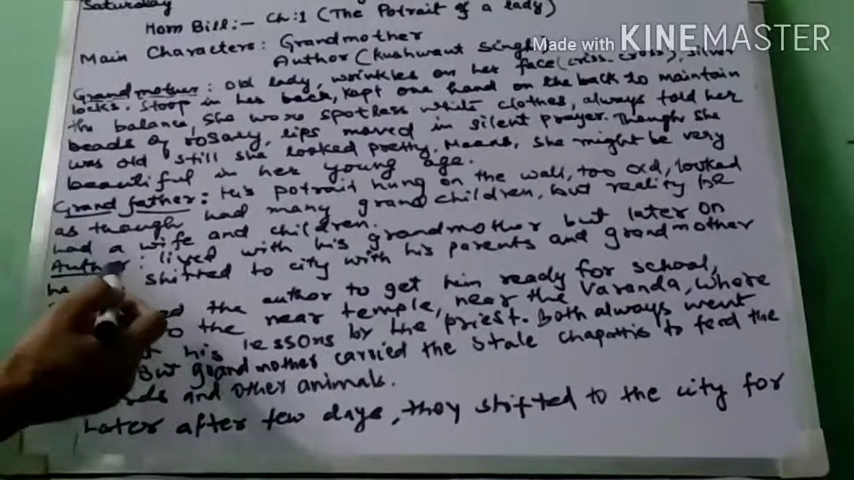 Saturday
Horn Bill:- Ch:1 (The Potrait of a lady)
Main Characters: Grandmother
Author (Kushwant Singh)
Made with KINEMASTER
Grandmother: Old lady, wrinkles on her face (criss-cross), silver
locks. Stoop in her back, kept one hand on the back to maintain
the balance, she wore spotless white clothes, always told her
beads of rosary, lips moved in silent prayer. Though she
was old still she looked pretty. Means, she might be very
beautiful in her young age.
Grand father: His potrait hung on the wall, too old, looked
as though had many grand children, but reality he
had a wife and children.
Author: lived with his grandmother but later on
he shifted to city with his parents and grandmother
the author to get him ready for school,
to the near temple, near the Varanda, where
his lessons by the priest. Both always went
But grandmother carried the stale chapattis to feed the
and other animals.
Later after few days, they shifted to the city for